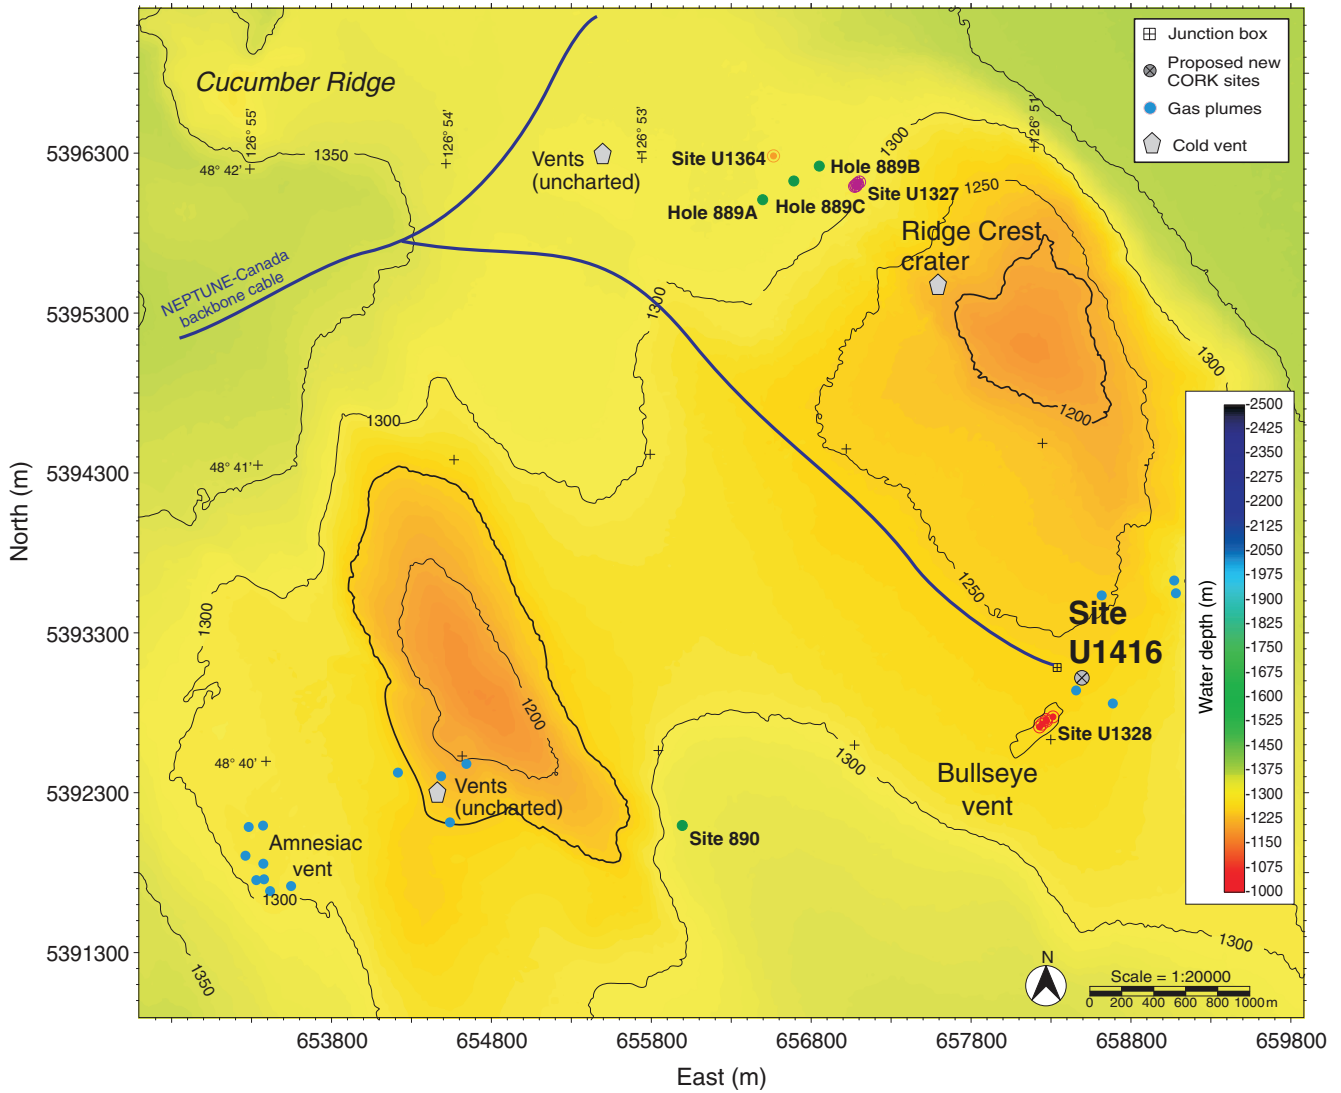 Cucumber Ridge
126° 55'
126° 54'
126° 53'
126° 51'
Junction box
Proposed new
CORK sites
Gas plumes
Cold vent
5396300
48° 42'
1350
Vents
(uncharted)
Site U1364
1300
Hole 889B
Site U1327
1250
Hole 889A
Hole 889C
Ridge Crest
crater
NEPTUNE-Canada
backbone cable
5395300
1300
1300
1200
1300
48° 41'
5394300
North (m)
1250
1300
5393300
Site
U1416
1200
Site U1328
48° 40'
1300
Bullseye
vent
5392300
Vents
(uncharted)
Site 890
Amnesiac
vent
1300
1350
5391300
1300
N
Scale = 1:20000
0 200 400 600 800 1000m
Water depth (m)
2500
2425
2350
2275
2200
2125
2050
1975
1900
1825
1750
1675
1600
1525
1450
1375
1300
1225
1150
1075
1000
653800 654800 655800 656800 657800 658800 659800
East (m)